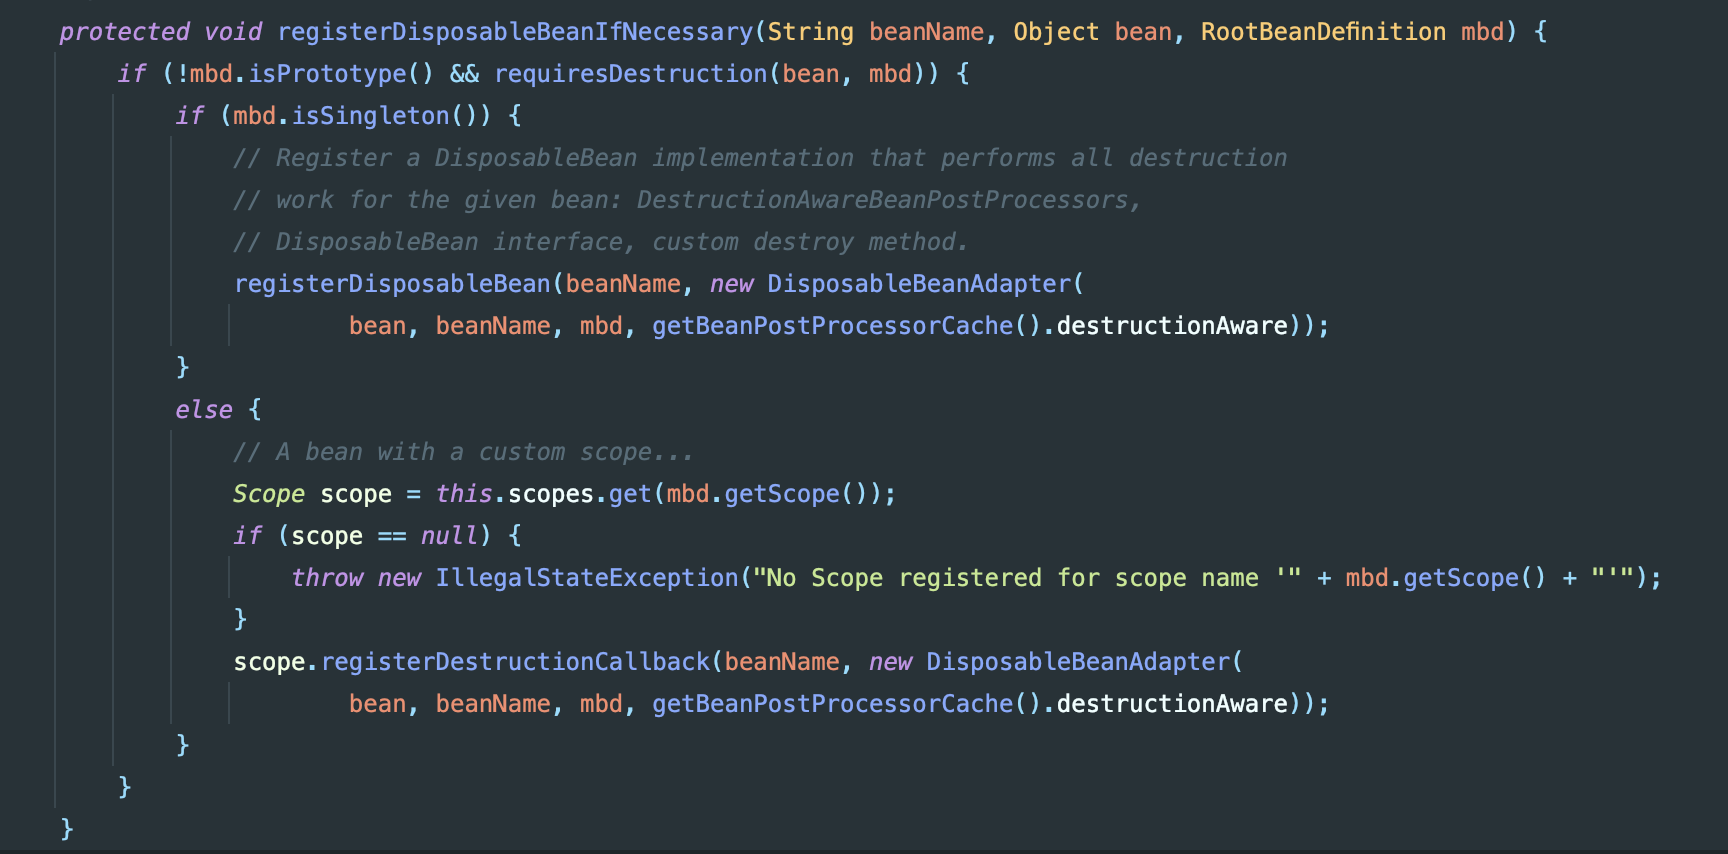 protected void registerDisposableBeanIfNecessary(String beanName, Object bean, RootBeanDefinition mbd) {
if (!mbd.isPrototype() && requiresDestruction(bean, mbd)) {
if (mbd.isSingleton()) {
// Register a DisposableBean implementation that performs all destruction
// work for the given bean: DestructionAwareBeanPostProcessors,
// DisposableBean interface, custom destroy method.
registerDisposableBean(beanName, new DisposableBeanAdapter(
bean, beanName, mbd, getBeanPostProcessorCache().destructionAware));
}
else {
// A bean with a custom scope...
Scope scope = this.scopes.get(mbd.getScope());
if (scope == null) {
throw new IllegalStateException("No Scope registered for scope name '" + mbd.getScope() + "'");
}
scope.registerDestructionCallback(beanName, new DisposableBeanAdapter(
bean, beanName, mbd, getBeanPostProcessorCache().destructionAware));
}
}
}